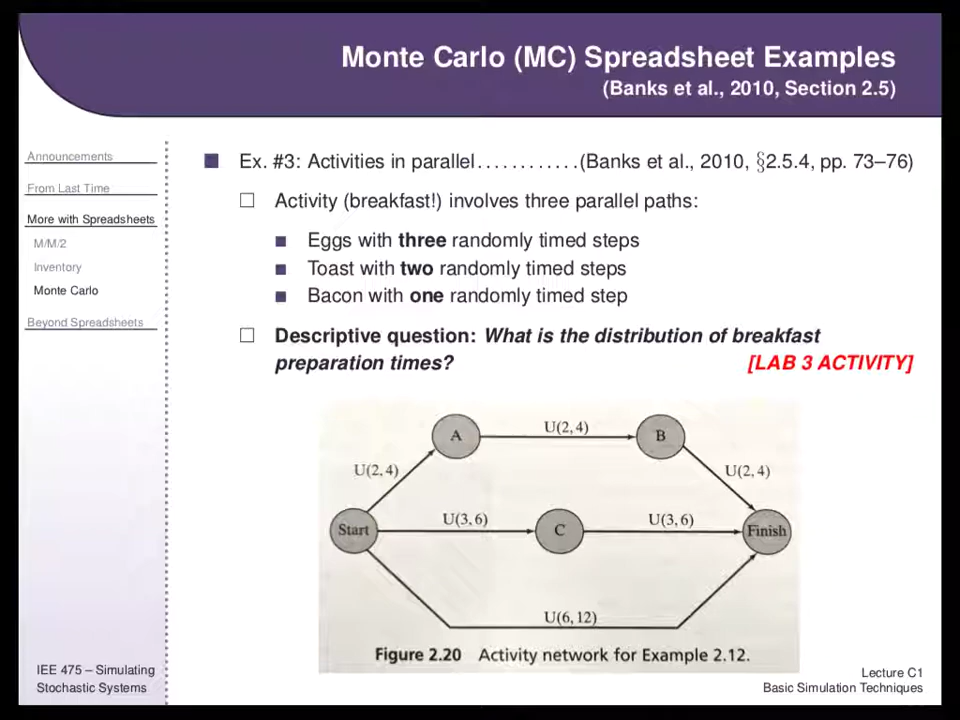 Monte Carlo (MC) Spreadsheet Examples
(Banks et al., 2010, Section 2.5)
Announcements
From Last Time
More with Spreadsheets
M/M/2
Inventory
Monte Carlo
Beyond Spreadsheets
Ex. #3: Activities in parallel............(Banks et al., 2010, §2.5.4, pp. 73–76)
Activity (breakfast!) involves three parallel paths:
Eggs with three randomly timed steps
Toast with two randomly timed steps
Bacon with one randomly timed step
Descriptive question: What is the distribution of breakfast
preparation times? [LAB 3 ACTIVITY]
A U(2,4) B
U(2,4) U(2,4)
Start U(3,6) C U(3,6) Finish
U(6,12)
Figure 2.20 Activity network for Example 2.12.
IEE 475 – Simulating
Stochastic Systems
Lecture C1
Basic Simulation Techniques